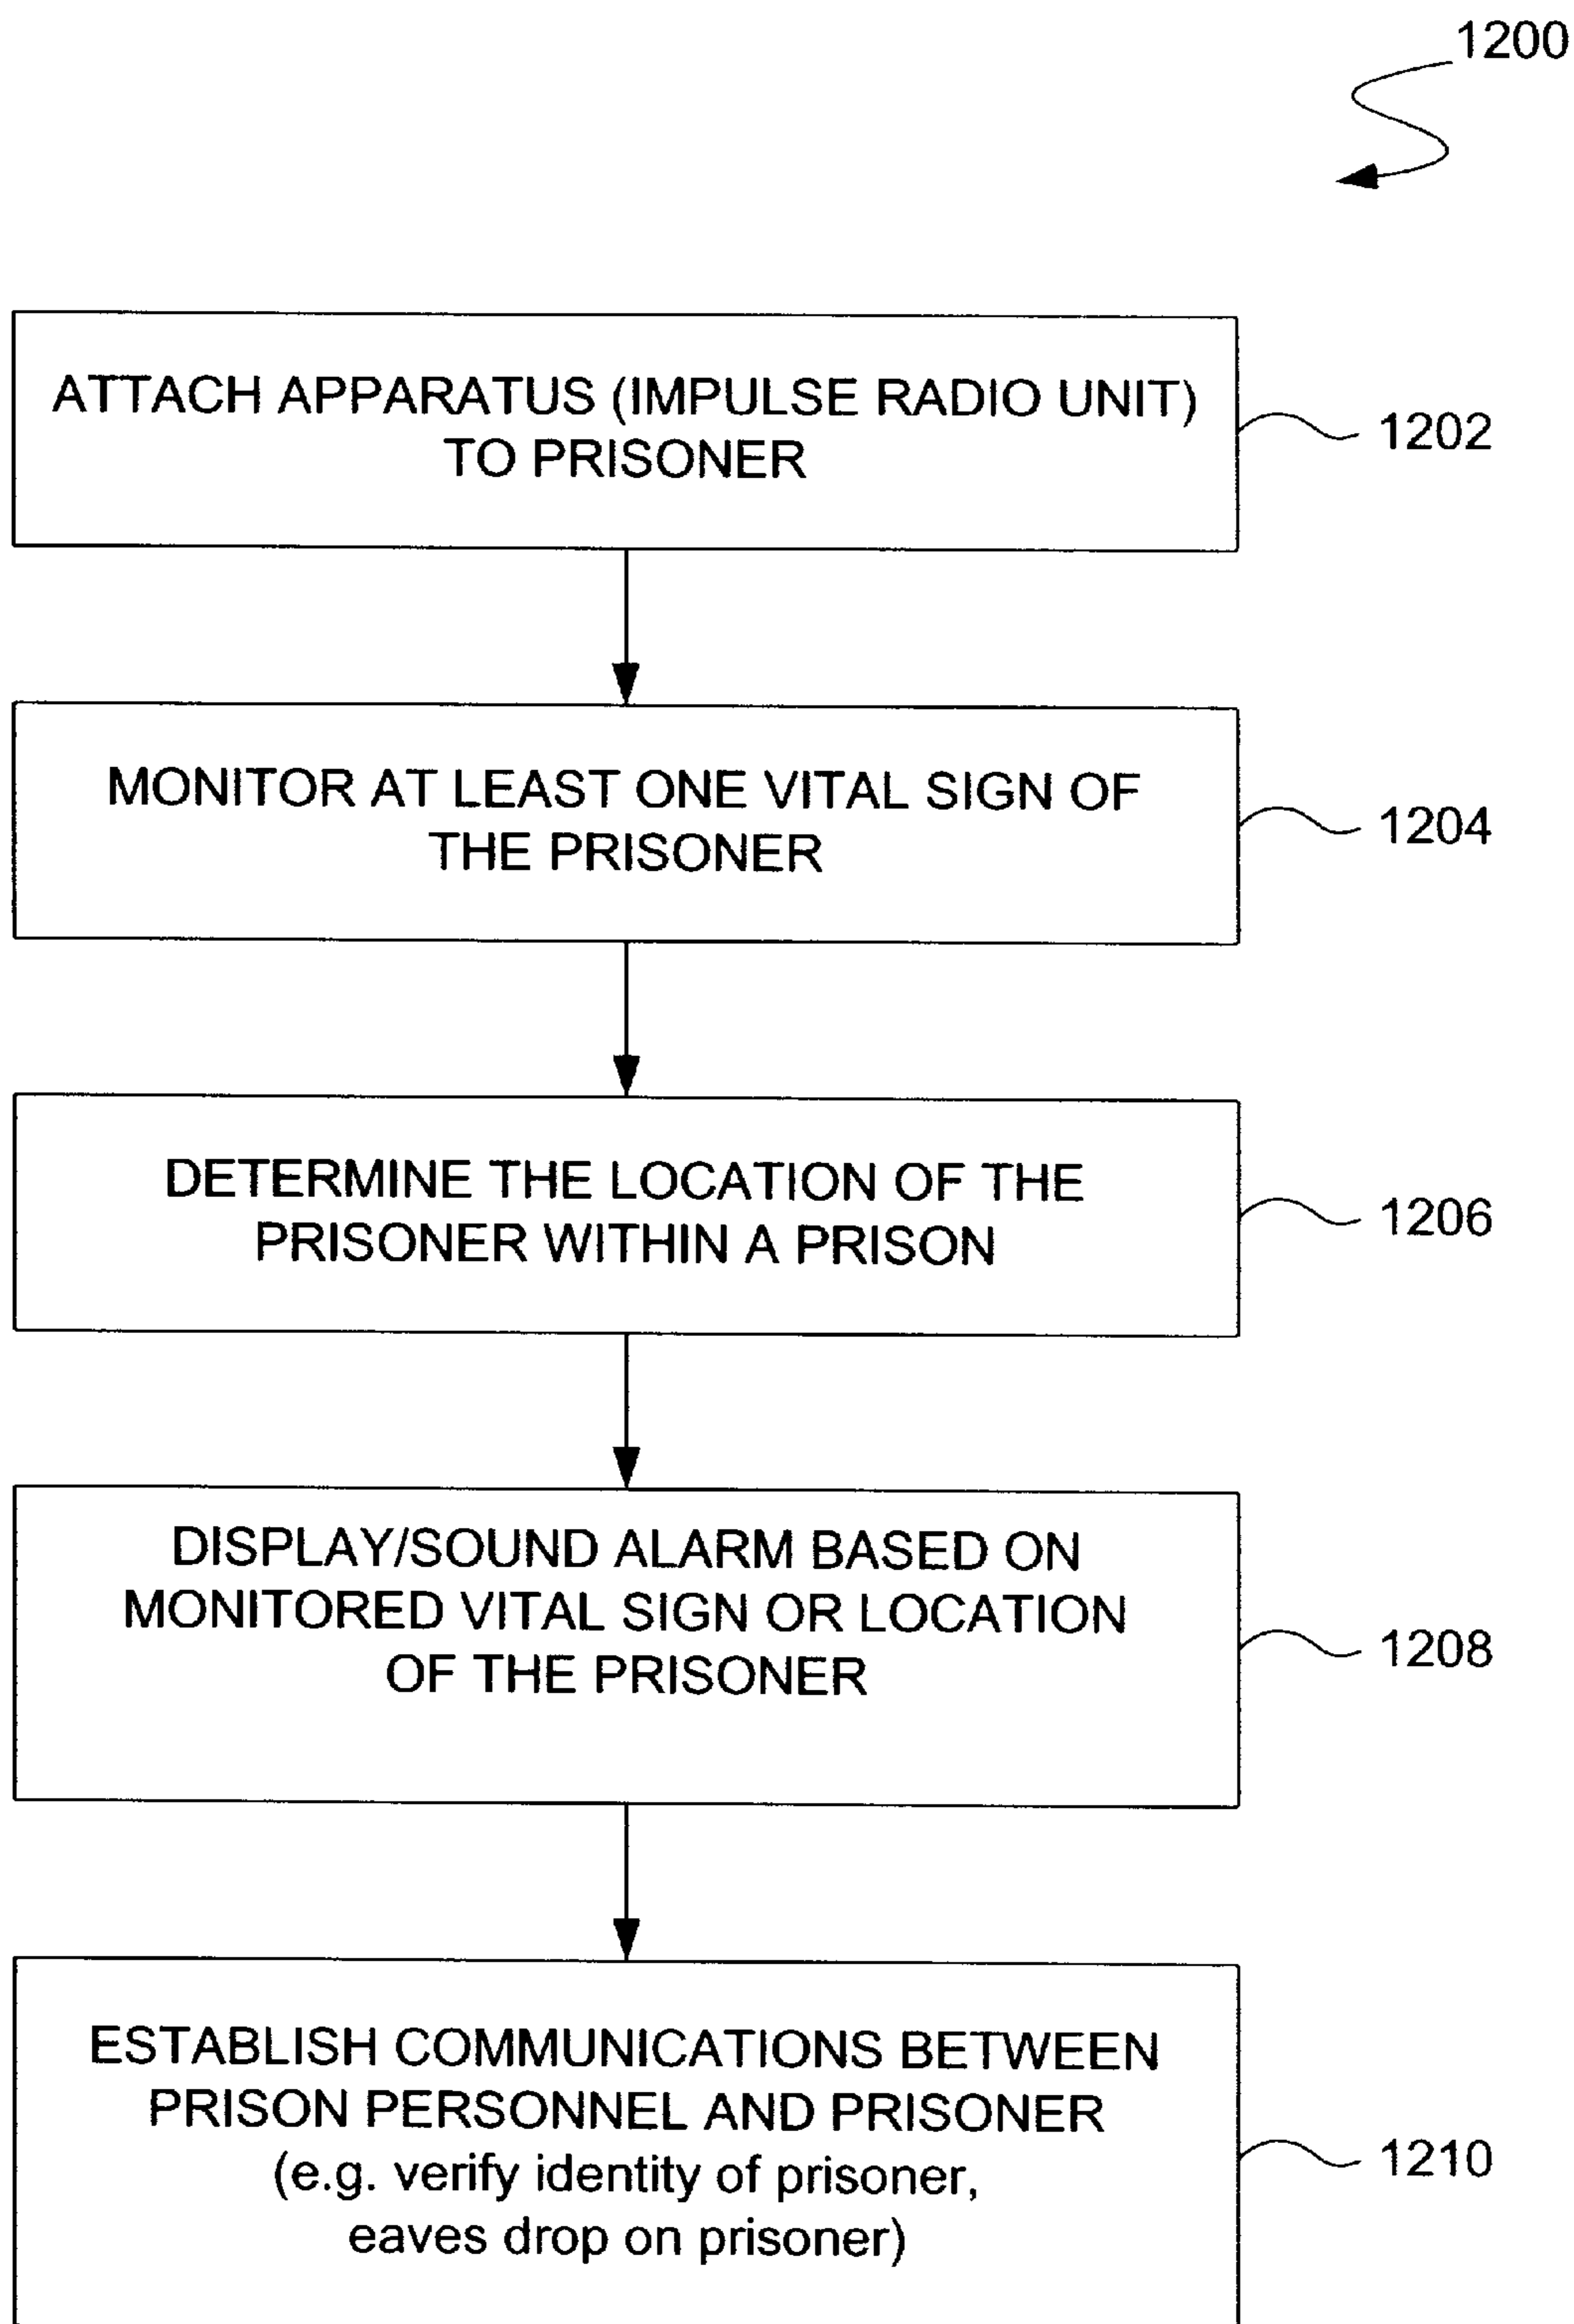 1200
ATTACH APPARATUS (IMPULSE RADIO UNIT)
TO PRISONER
1202
MONITOR AT LEAST ONE VITAL SIGN OF
THE PRISONER
1204
DETERMINE THE LOCATION OF THE
PRISONER WITHIN A PRISON
1206
DISPLAY/SOUND ALARM BASED ON
MONITORED VITAL SIGN OR LOCATION
OF THE PRISONER
1208
ESTABLISH COMMUNICATIONS BETWEEN
PRISON PERSONNEL AND PRISONER
(e.g. verify identity of prisoner,
eaves drop on prisoner)
1210